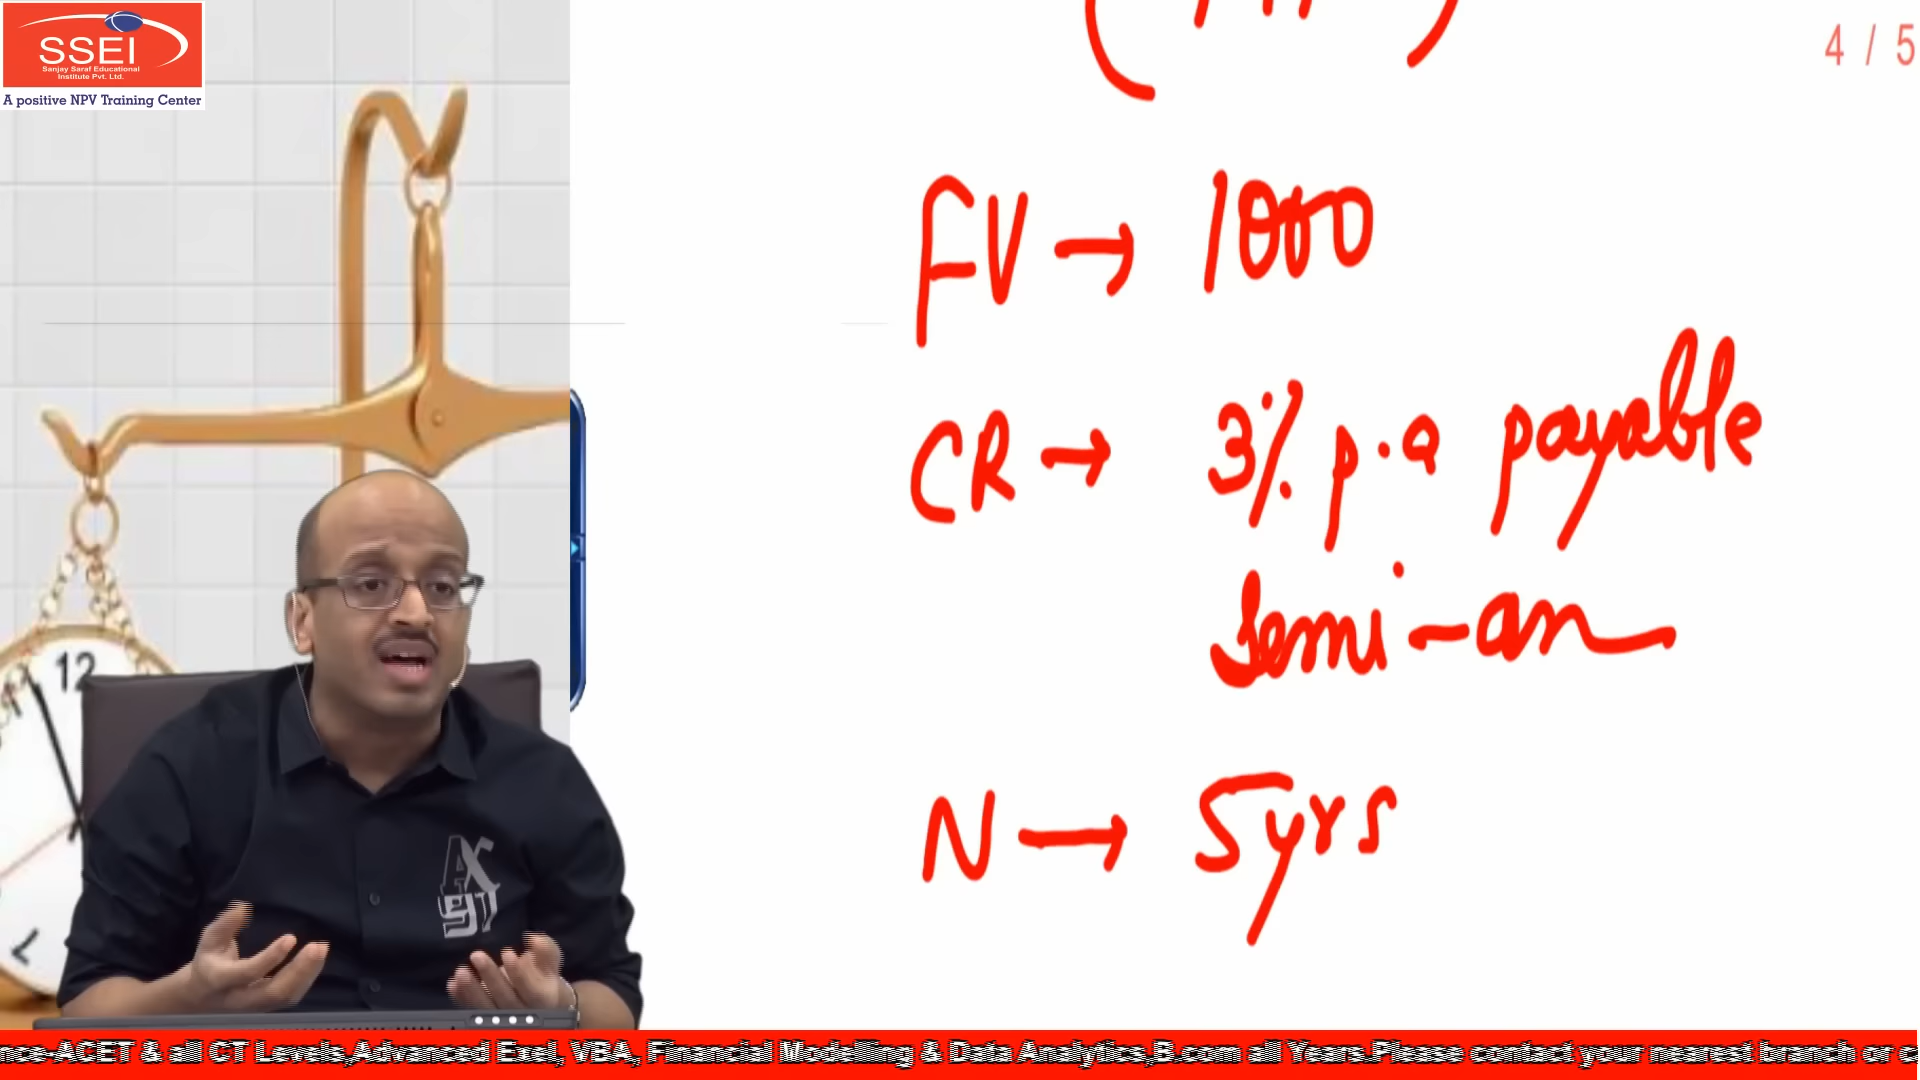 SSEI
Sanjay Saraf Educational
Institute Pvt. Ltd.
A positive NPV Training Center
4 / 5
FV → 1000
CR → 3% p.a payable
Semi-an
N → 5yrs
12
nce-ACET & all CT Levels,Advanced Exel, VBA, Financial Modelling & Data Analytics,B.com all Years.Please contact your nearest branch or c